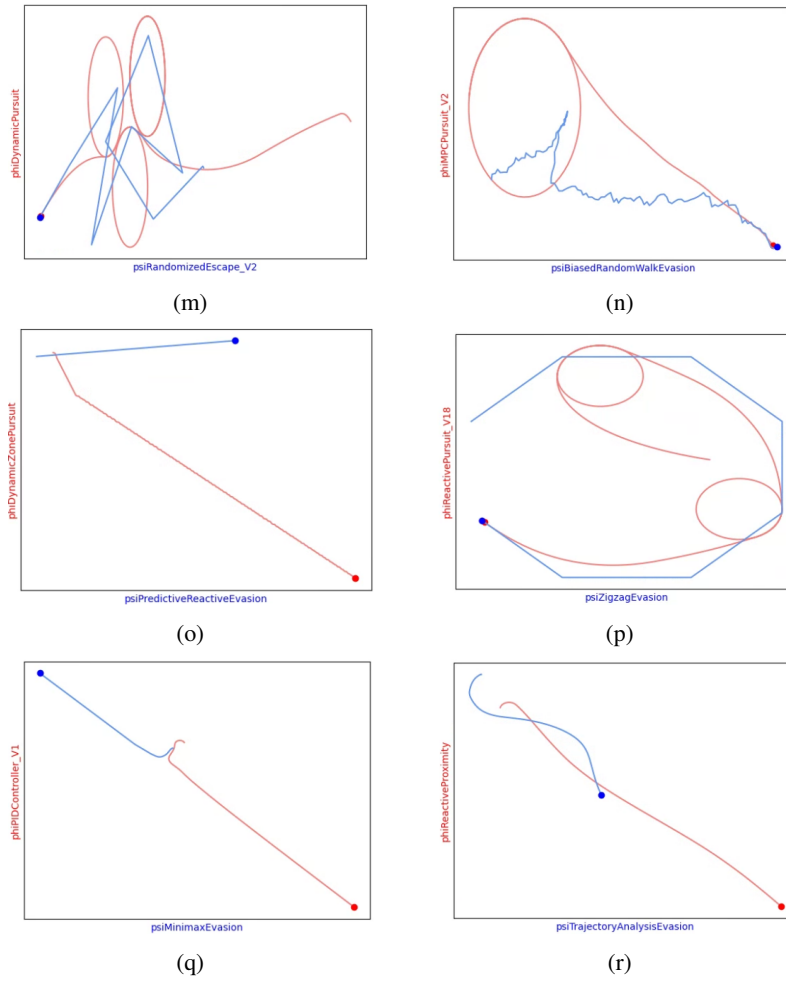 phiDynamicPursuit
psiRandomizedEscape_V2
(m)
phiMPCPursuit_V2
psiBiasedRandomWalkEvasion
(n)
phiDynamicZonePursuit
psiPredictiveReactiveEvasion
(o)
phiReactivePursuit_V18
psiZigzagEvasion
(p)
phiPIDController_V1
psiMinimaxEvasion
(q)
phiReactiveProximity
psiTrajectoryAnalysisEvasion
(r)